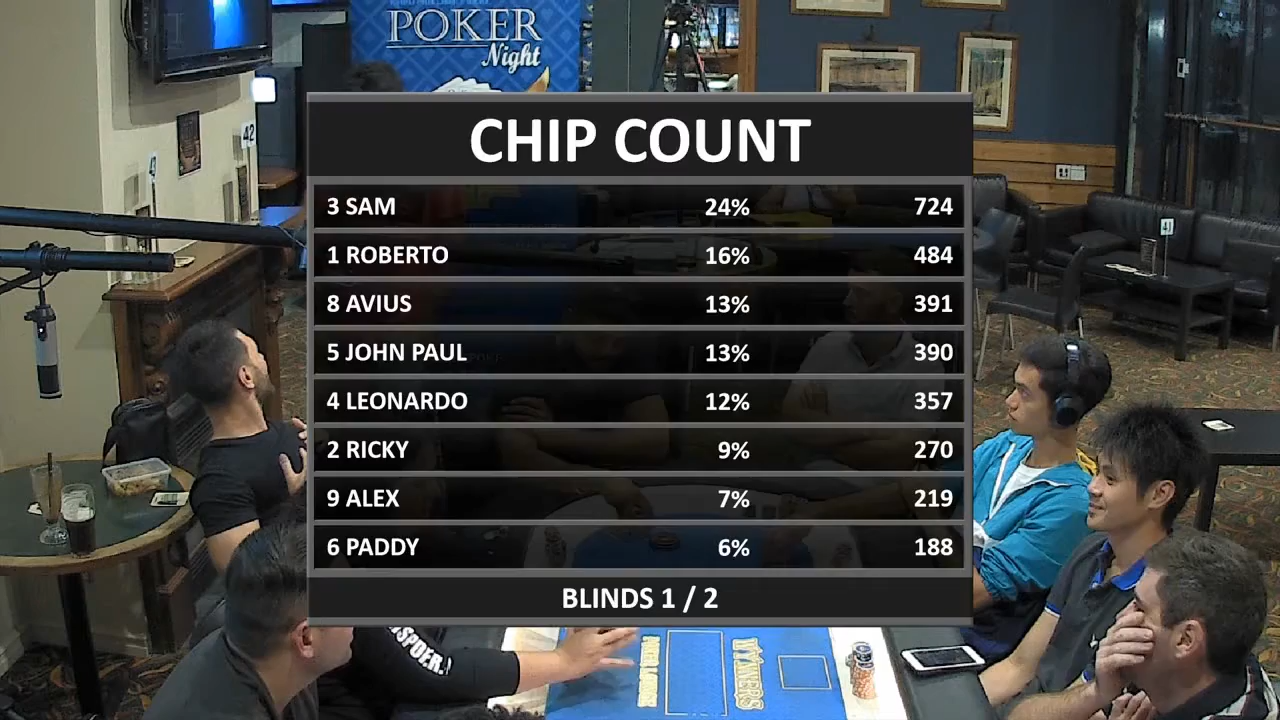 POKER
Night
42
CHIP COUNT
3 SAM 24% 724
1 ROBERTO 16% 484
8 AVIUS 13% 391
5 JOHN PAUL 13% 390
4 LEONARDO 12% 357
2 RICKY 9% 270
9 ALEX 7% 219
6 PADDY 6% 188
BLINDS 1 / 2
41